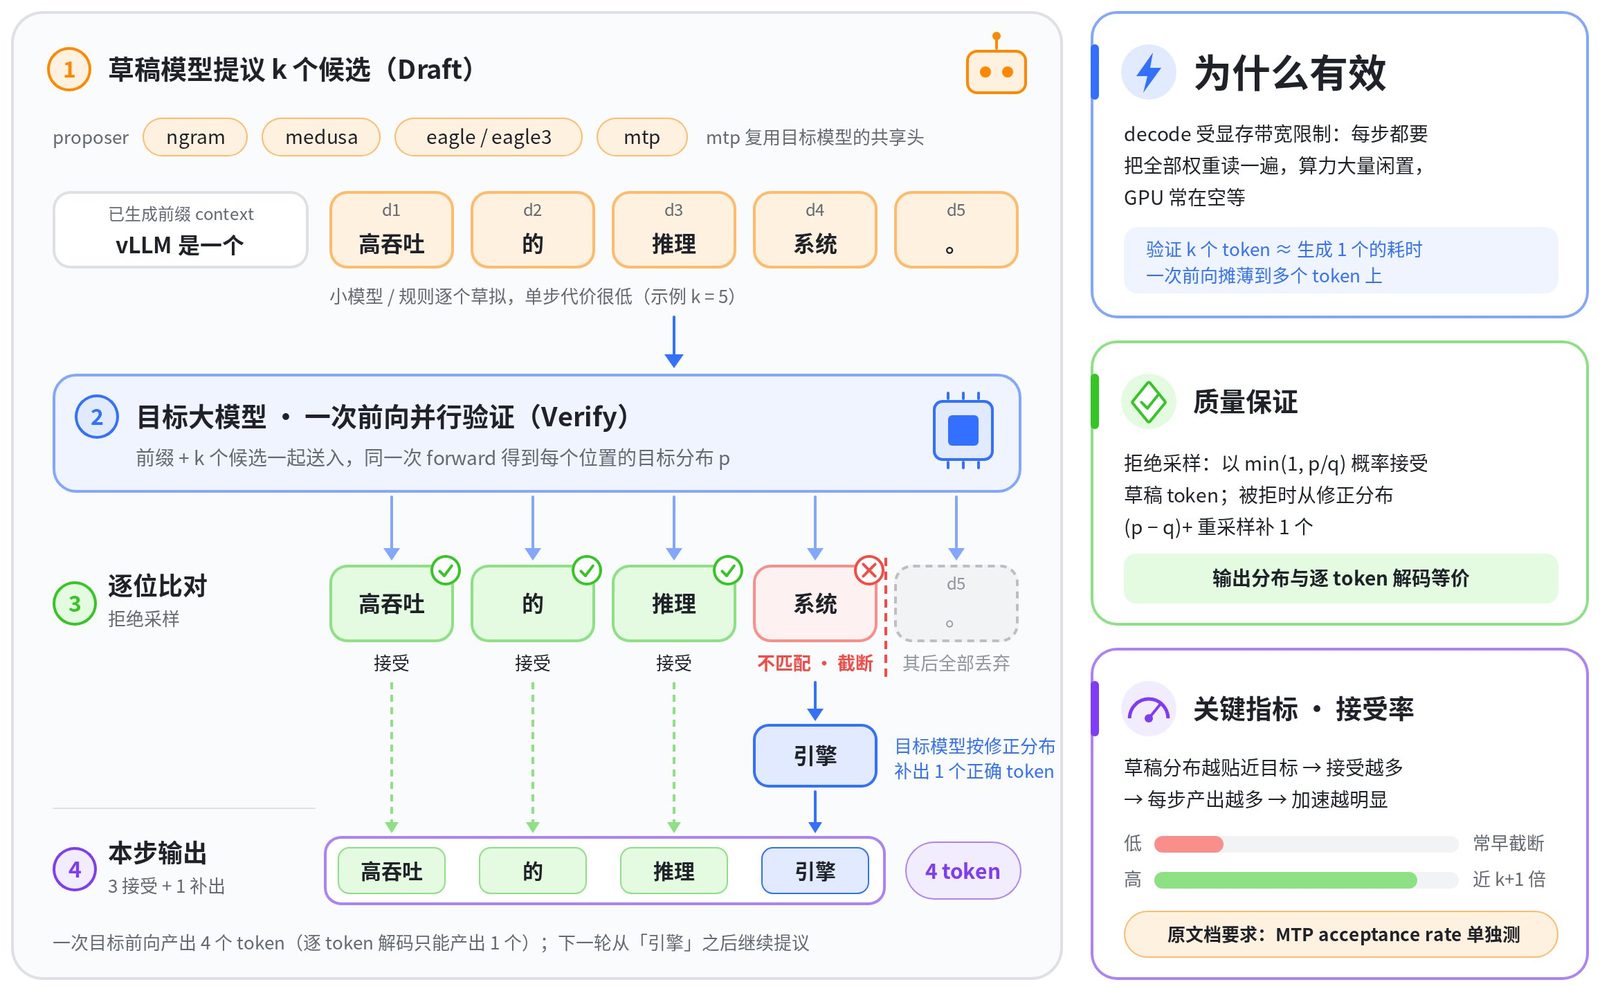 1 草稿模型提议 k 个候选（Draft）
proposer ngram medusa eagle / eagle3 mtp mtp 复用目标模型的共享头
已生成前缀 context
vLLM 是一个
d1
高吞吐
d2
的
d3
推理
d4
系统
d5
。
小模型 / 规则逐个草拟，单步代价很低（示例 k = 5）
2 目标大模型 · 一次前向并行验证（Verify）
前缀 + k 个候选一起送入，同一次 forward 得到每个位置的目标分布 p
3 逐位比对
拒绝采样
高吞吐
的
推理
系统
d5
。
接受
接受
接受
不匹配 · 截断
其后全部丢弃
引擎
目标模型按修正分布
补出 1 个正确 token
4 本步输出
3 接受 + 1 补出
高吞吐
的
推理
引擎
4 token
一次目标前向产出 4 个 token（逐 token 解码只能产出 1 个）；下一轮从「引擎」之后继续提议
为什么有效
decode 受显存带宽限制：每步都要
把全部权重读一遍，算力大量闲置，
GPU 常在空等
验证 k 个 token ≈ 生成 1 个的耗时
一次前向摊薄到多个 token 上
质量保证
拒绝采样：以 min(1, p/q) 概率接受
草稿 token；被拒时从修正分布
(p − q)+ 重采样补 1 个
输出分布与逐 token 解码等价
关键指标 · 接受率
草稿分布越贴近目标 → 接受越多
→ 每步产出越多 → 加速越明显
低 常早截断
高 近 k+1 倍
原文档要求：MTP acceptance rate 单独测